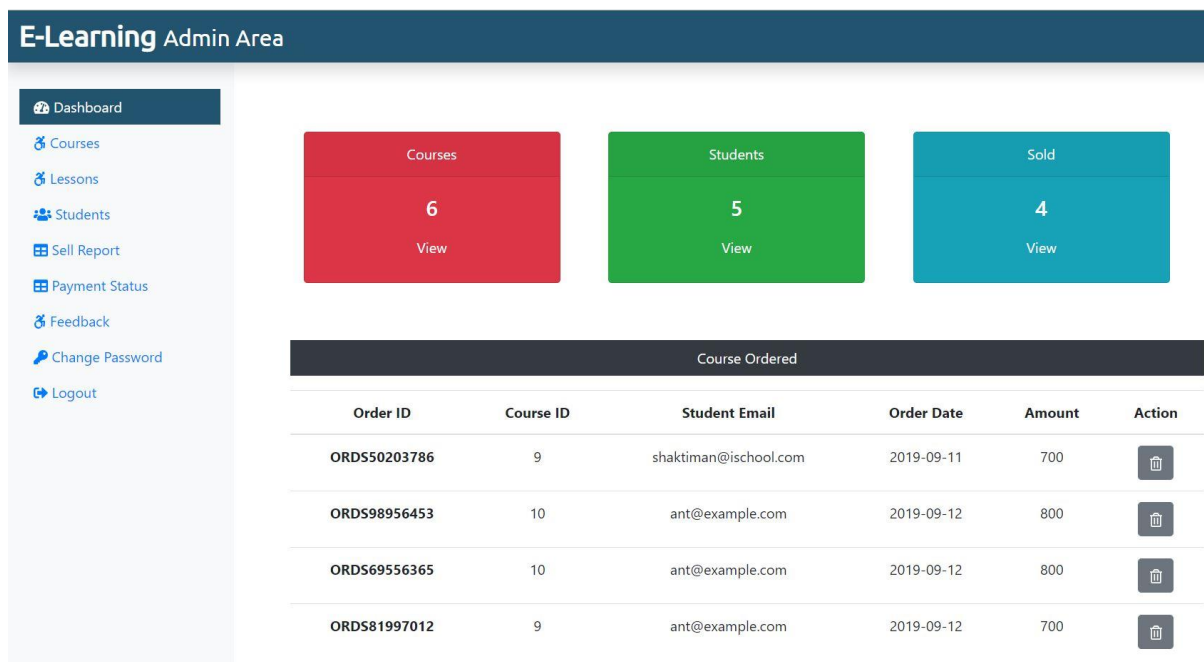 E-Learning Admin Area
Dashboard
Courses
Lessons
Students
Sell Report
Payment Status
Feedback
Change Password
Logout
Courses Students Sold
6 5 4
View View View
Course Ordered
Order ID Course ID Student Email Order Date Amount Action
ORDS50203786 9 shaktiman@ischool.com 2019-09-11 700
ORDS98956453 10 ant@example.com 2019-09-12 800
ORDS69556365 10 ant@example.com 2019-09-12 800
ORDS81997012 9 ant@example.com 2019-09-12 700